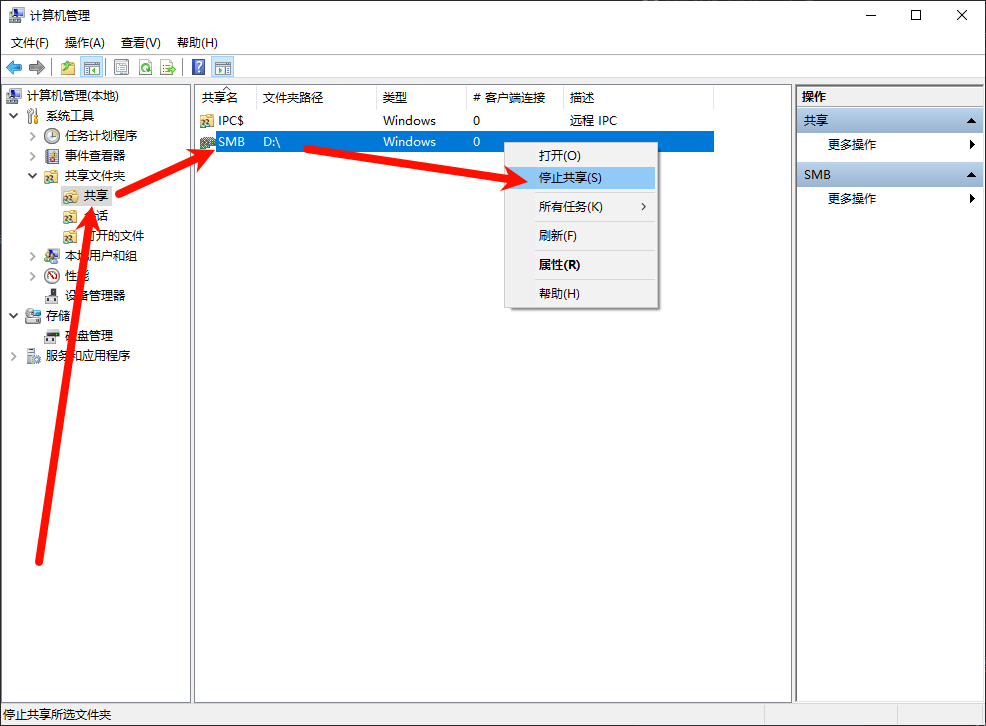 计算机管理
文件(F) 操作(A) 查看(V) 帮助(H)
计算机管理(本地)
系统工具
任务计划程序
事件查看器
共享文件夹
共享
话
打开的文件
本地用户和组
性能
设备管理器
存储
磁盘管理
服务和应用程序
共享名 文件夹路径 类型 # 客户端连接 描述
IPC$ Windows 0 远程 IPC
SMB D:\ Windows 0
打开(O)
停止共享(S)
所有任务(K)
刷新(F)
属性(R)
帮助(H)
操作
共享
更多操作
SMB
更多操作
停止共享所选文件夹